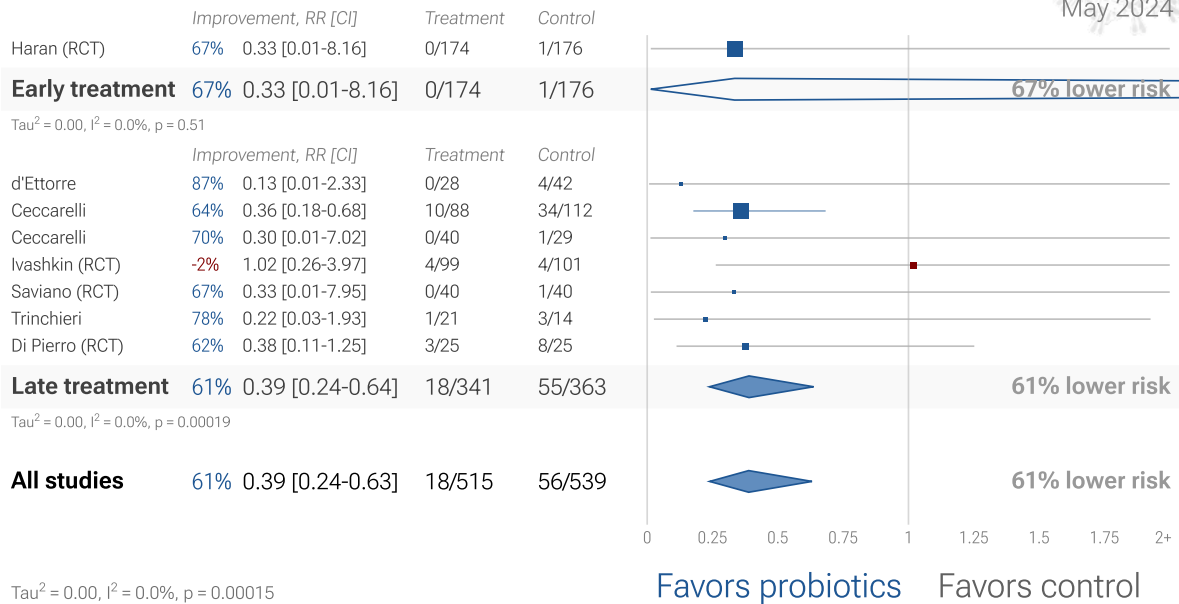 May 2024
Improvement, RR [CI] Treatment Control
Haran (RCT) 67% 0.33 [0.01-8.16] 0/174 1/176
Early treatment 67% 0.33 [0.01-8.16] 0/174 1/176 67% lower risk
Tau² = 0.00, I² = 0.0%, p = 0.51
Improvement, RR [CI] Treatment Control
d'Ettorre 87% 0.13 [0.01-2.33] 0/28 4/42
Ceccarelli 64% 0.36 [0.18-0.68] 10/88 34/112
Ceccarelli 70% 0.30 [0.01-7.02] 0/40 1/29
Ivashkin (RCT) -2% 1.02 [0.26-3.97] 4/99 4/101
Saviano (RCT) 67% 0.33 [0.01-7.95] 0/40 1/40
Trinchieri 78% 0.22 [0.03-1.93] 1/21 3/14
Di Pierro (RCT) 62% 0.38 [0.11-1.25] 3/25 8/25
Late treatment 61% 0.39 [0.24-0.64] 18/341 55/363 61% lower risk
Tau² = 0.00, I² = 0.0%, p = 0.00019
All studies 61% 0.39 [0.24-0.63] 18/515 56/539 61% lower risk
0 0.25 0.5 0.75 1 1.25 1.5 1.75 2+
Tau² = 0.00, I² = 0.0%, p = 0.00015 Favors probiotics Favors control